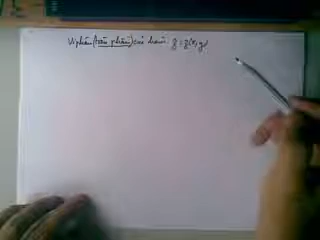 Vi phân (toàn phần) của hàm: z = z(x, y)